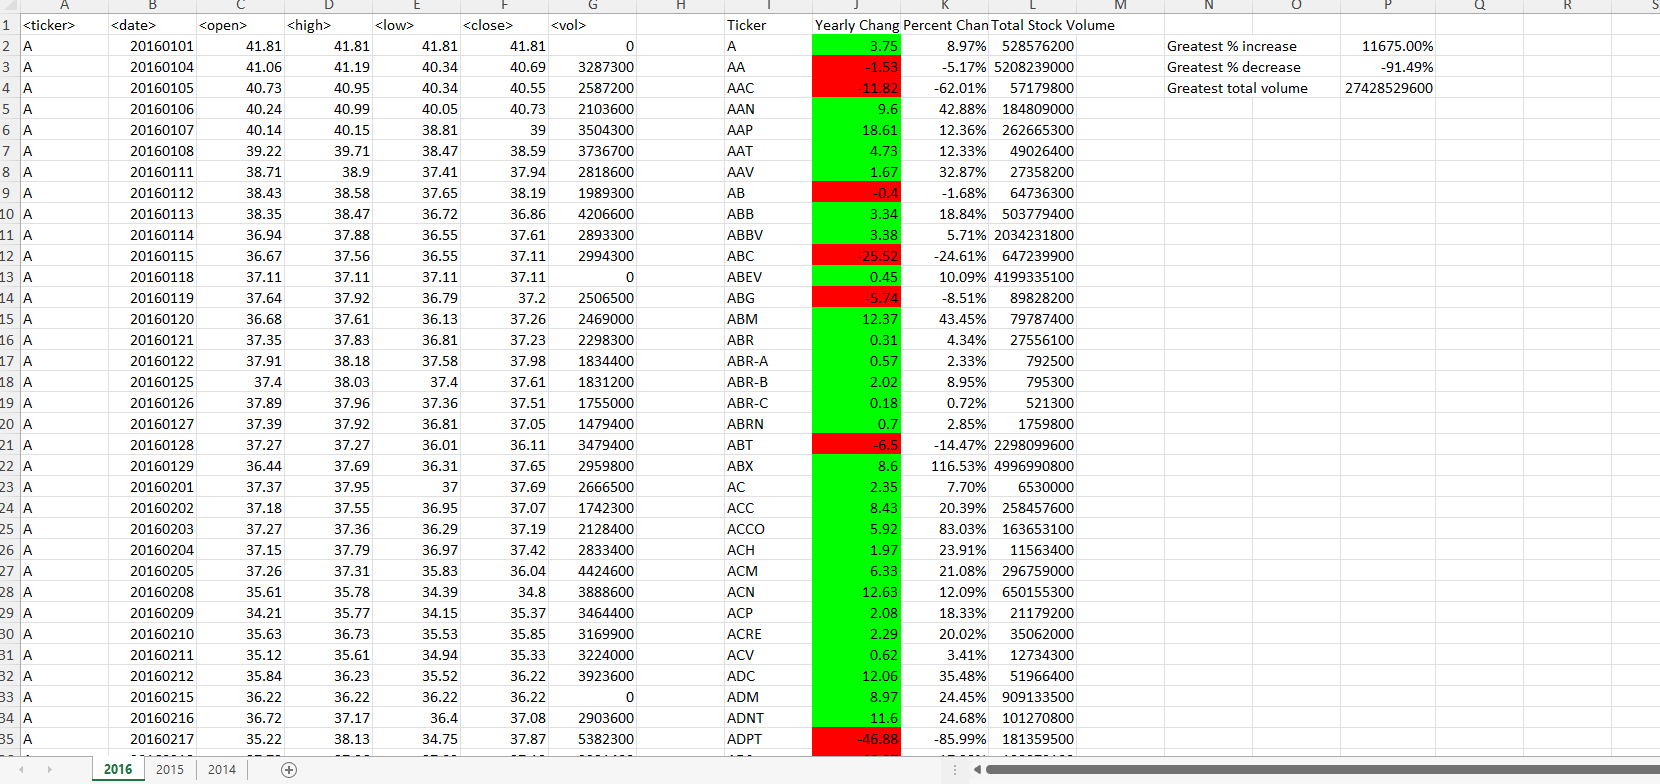 A B C D E F G H I J K L M N O P Q R S
1 <ticker> <date> <open> <high> <low> <close> <vol> Ticker Yearly Chang Percent Chan Total Stock Volume
2 A 20160101 41.81 41.81 41.81 41.81 0 A 3.75 8.97% 528576200 Greatest % increase 11675.00%
3 A 20160104 41.06 41.19 40.34 40.69 3287300 AA -1.53 -5.17% 5208239000 Greatest % decrease -91.49%
4 A 20160105 40.73 40.95 40.34 40.55 2587200 AAC -11.82 -62.01% 57179800 Greatest total volume 27428529600
5 A 20160106 40.24 40.99 40.05 40.73 2103600 AAN 9.6 42.88% 184809000
6 A 20160107 40.14 40.15 38.81 39 3504300 AAP 18.61 12.36% 262665300
7 A 20160108 39.22 39.71 38.47 38.59 3736700 AAT 4.73 12.33% 49026400
8 A 20160111 38.71 38.9 37.41 37.94 2818600 AAV 1.67 32.87% 27358200
9 A 20160112 38.43 38.58 37.65 38.19 1989300 AB -0.4 -1.68% 64736300
10 A 20160113 38.35 38.47 36.72 36.86 4206600 ABB 3.34 18.84% 503779400
11 A 20160114 36.94 37.88 36.55 37.61 2893300 ABBV 3.38 5.71% 2034231800
12 A 20160115 36.67 37.56 36.55 37.11 2994300 ABC -25.52 -24.61% 647239900
13 A 20160118 37.11 37.11 37.11 37.11 0 ABEV 0.45 10.09% 4199335100
14 A 20160119 37.64 37.92 36.79 37.2 2506500 ABG -5.74 -8.51% 89828200
15 A 20160120 36.68 37.61 36.13 37.26 2469000 ABM 12.37 43.45% 79787400
16 A 20160121 37.35 37.83 36.81 37.23 2298300 ABR 0.31 4.34% 27556100
17 A 20160122 37.91 38.18 37.58 37.98 1834400 ABR-A 0.57 2.33% 792500
18 A 20160125 37.4 38.03 37.4 37.61 1831200 ABR-B 2.02 8.95% 795300
19 A 20160126 37.89 37.96 37.36 37.51 1755000 ABR-C 0.18 0.72% 521300
20 A 20160127 37.39 37.92 36.81 37.05 1479400 ABRN 0.7 2.85% 1759800
21 A 20160128 37.27 37.27 36.01 36.11 3479400 ABT -6.5 -14.47% 2298099600
22 A 20160129 36.44 37.69 36.31 37.65 2959800 ABX 8.6 116.53% 4996990800
23 A 20160201 37.37 37.95 37 37.69 2666500 AC 2.35 7.70% 6530000
24 A 20160202 37.18 37.55 36.95 37.07 1742300 ACC 8.43 20.39% 258457600
25 A 20160203 37.27 37.36 36.29 37.19 2128400 ACCO 5.92 83.03% 163653100
26 A 20160204 37.15 37.79 36.97 37.42 2833400 ACH 1.97 23.91% 11563400
27 A 20160205 37.26 37.31 35.83 36.04 4424600 ACM 6.33 21.08% 296759000
28 A 20160208 35.61 35.78 34.39 34.8 3888600 ACN 12.63 12.09% 650155300
29 A 20160209 34.21 35.77 34.15 35.37 3464400 ACP 2.08 18.33% 21179200
30 A 20160210 35.63 36.73 35.53 35.85 3169900 ACRE 2.29 20.02% 35062000
31 A 20160211 35.12 35.61 34.94 35.33 3224000 ACV 0.62 3.41% 12734300
32 A 20160212 35.84 36.23 35.52 36.22 3923600 ADC 12.06 35.48% 51966400
33 A 20160215 36.22 36.22 36.22 36.22 0 ADM 8.97 24.45% 909133500
34 A 20160216 36.72 37.17 36.4 37.08 2903600 ADNT 11.6 24.68% 101270800
35 A 20160217 35.22 38.13 34.75 37.87 5382300 ADPT -46.88 -85.99% 181359500
2016 2015 2014